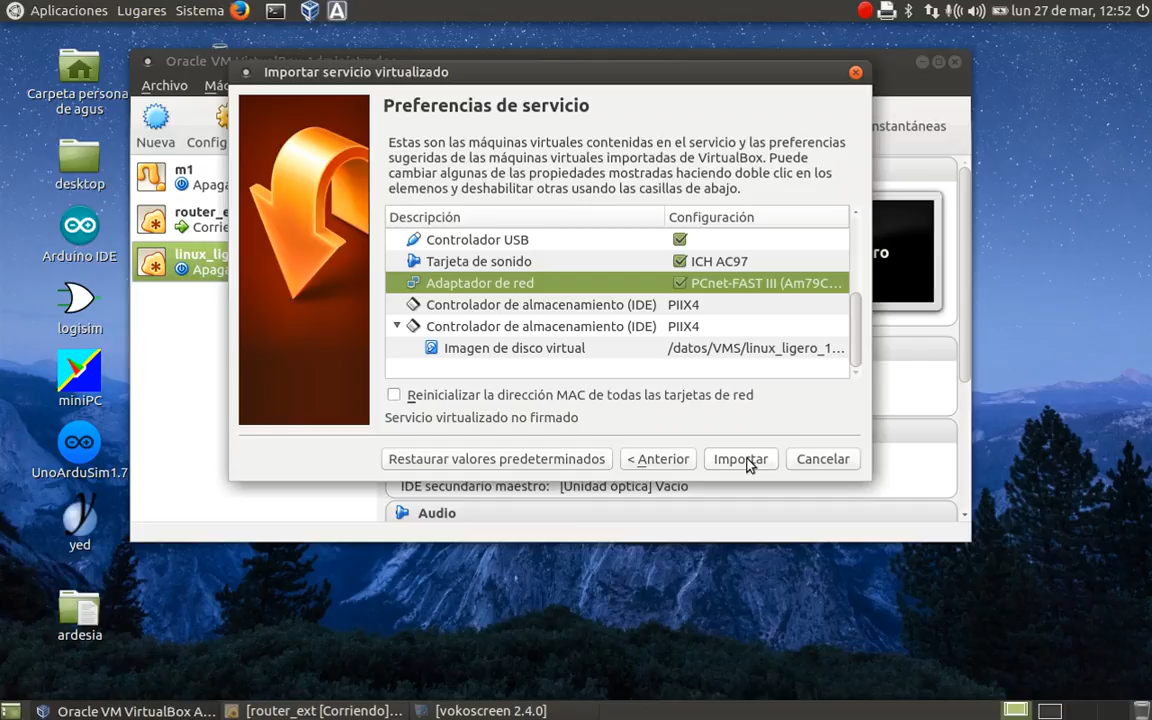 Aplicaciones Lugares Sistema
lun 27 de mar, 12:52
Carpeta persona
de agus
desktop
Arduino IDE
logisim
miniPC
UnoArduSim1.7
yed
ardesia
Oracle VM
Archivo
Nueva
Config
nstantáneas
m1
Apaga
router_ex
Corrie
linux_lig
Apaga
ro
Importar servicio virtualizado
Preferencias de servicio
Estas son las máquinas virtuales contenidas en el servicio y las preferencias
sugeridas de las máquinas virtuales importadas de VirtualBox. Puede
cambiar algunas de las propiedades mostradas haciendo doble clic en los
elemenos y deshabilitar otras usando las casillas de abajo.
Descripción Configuración
Controlador USB
Tarjeta de sonido ICH AC97
Adaptador de red PCnet-FAST III (Am79C...
Controlador de almacenamiento (IDE) PIIX4
Controlador de almacenamiento (IDE) PIIX4
Imagen de disco virtual /datos/VMS/linux_ligero_1...
Reinicializar la dirección MAC de todas las tarjetas de red
Servicio virtualizado no firmado
Restaurar valores predeterminados < Anterior Importar Cancelar
IDE secundario maestro: [Unidad óptica] Vacío
Audio
Oracle VM VirtualBox A... [router_ext [Corriendo]... [vokoscreen 2.4.0]